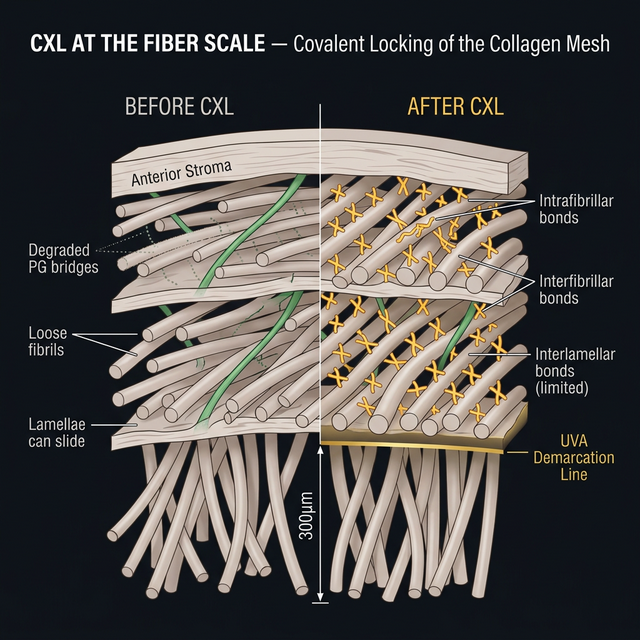 CXL AT THE FIBER SCALE — Covalent Locking of the Collagen Mesh
BEFORE CXL
AFTER CXL
Anterior Stroma
Degraded
PG bridges
Loose
fibrils
Lamellae
can slide
Intrafibrillar
bonds
Interfibrillar
bonds
Interlamellar
bonds
(limited)
UVA
Demarcation
Line
300µm